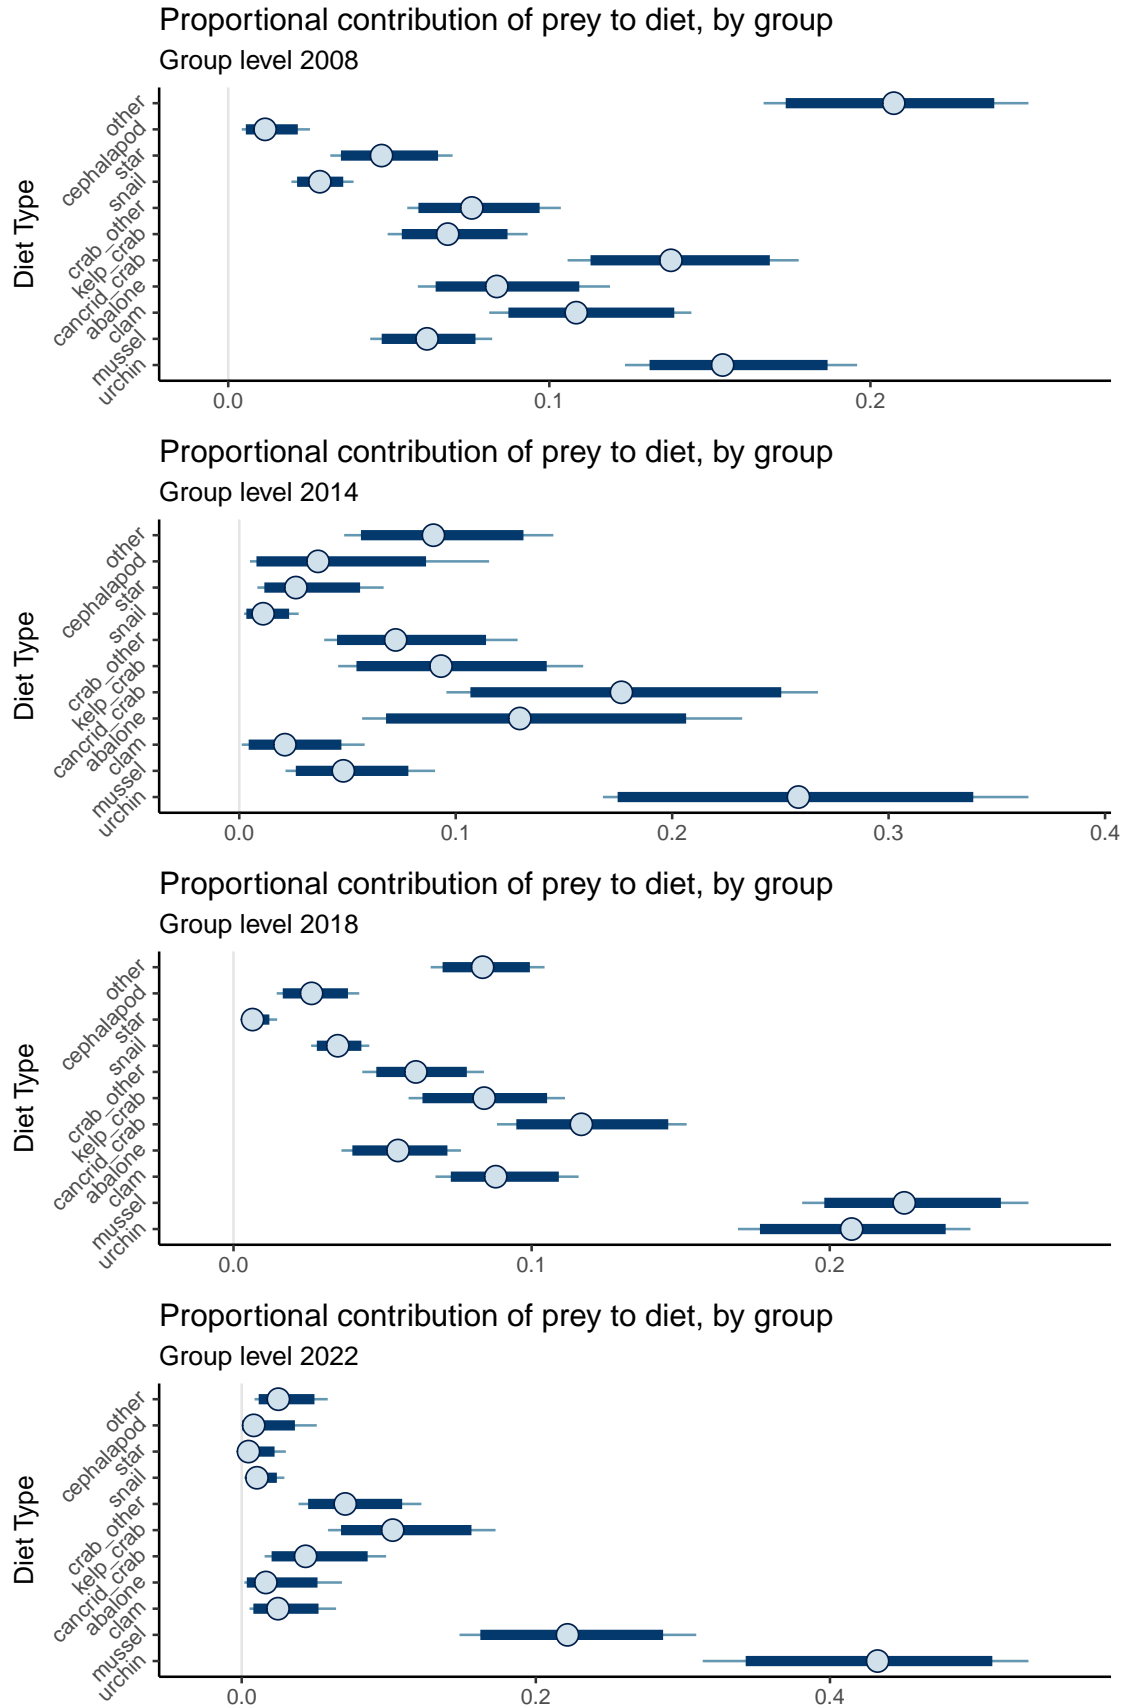 Proportional contribution of prey to diet, by group
Group level 2008
Diet Type
other
cephalapod
star
snail
crab_other
kelp_crab
cancrid_crab
abalone
clam
mussel
urchin
0.0 0.1 0.2
Proportional contribution of prey to diet, by group
Group level 2014
Diet Type
other
cephalapod
star
snail
crab_other
kelp_crab
cancrid_crab
abalone
clam
mussel
urchin
0.0 0.1 0.2 0.3 0.4
Proportional contribution of prey to diet, by group
Group level 2018
Diet Type
other
cephalapod
star
snail
crab_other
kelp_crab
cancrid_crab
abalone
clam
mussel
urchin
0.0 0.1 0.2
Proportional contribution of prey to diet, by group
Group level 2022
Diet Type
other
cephalapod
star
snail
crab_other
kelp_crab
cancrid_crab
abalone
clam
mussel
urchin
0.0 0.2 0.4